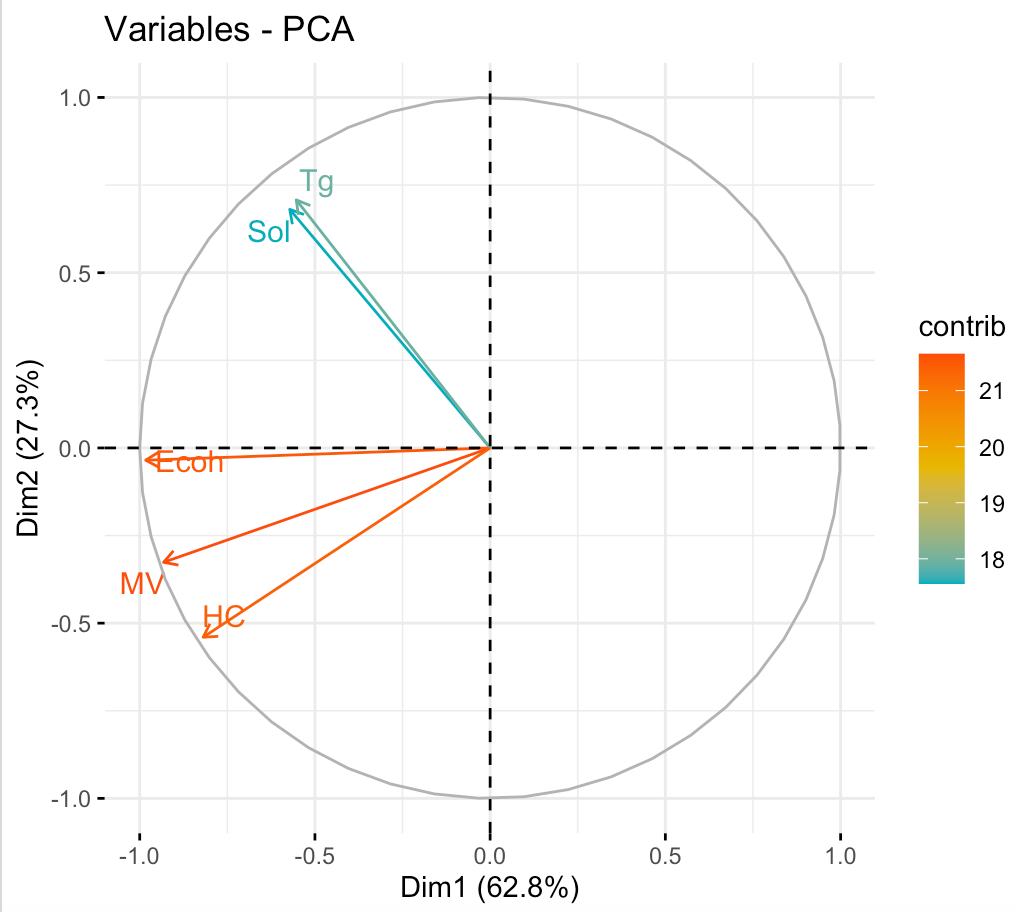 Variables - PCA
1.0
0.5
0.0
-0.5
-1.0
Dim2 (27.3%)
Tg
Sol
Ecoh
MV
HC
-1.0
-0.5
0.0
0.5
1.0
Dim1 (62.8%)
contrib
21
20
19
18